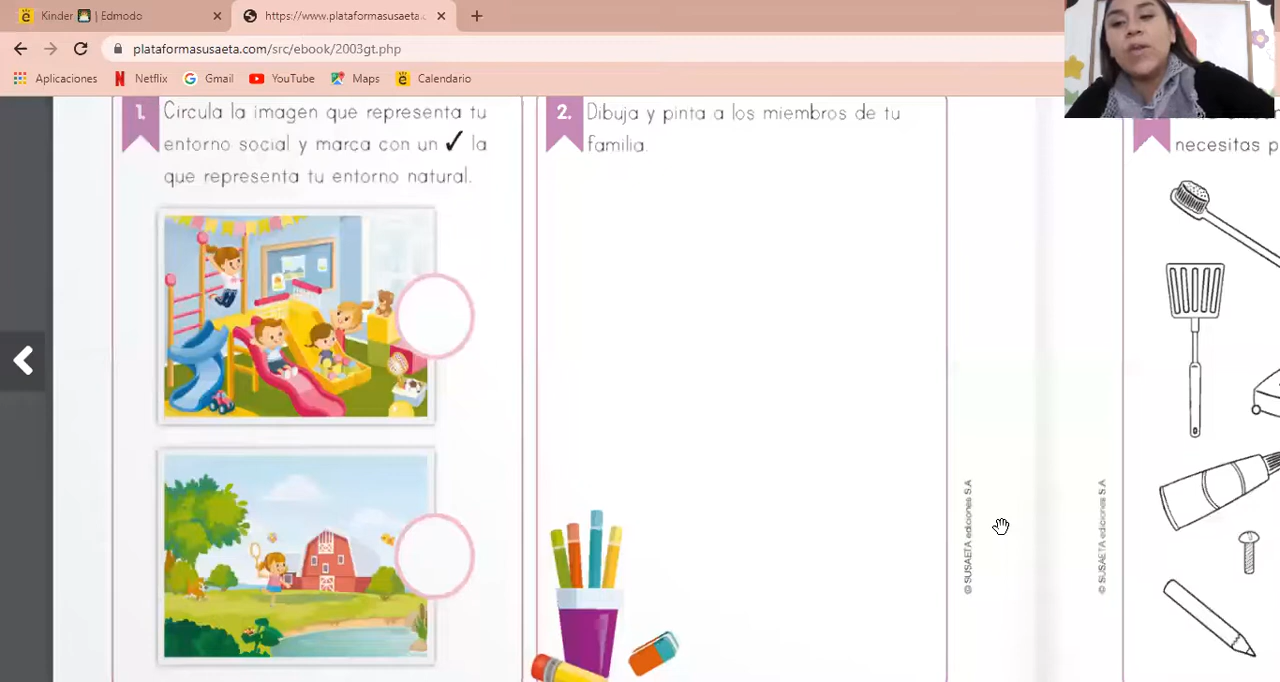 Kinder | Edmodo
https://www.plataformasusaeta.
plataformasusaeta.com/src/ebook/2003gt.php
Aplicaciones
Netflix
Gmail
YouTube
Maps
Calendario
1.
Circula la imagen que representa tu
entorno social y marca con un ✓ la
que representa tu entorno natural.
2.
Dibuja y pinta a los miembros de tu
familia.
necesitas p
© SUSAETA ediciones S.A
© SUSAETA ediciones S.A